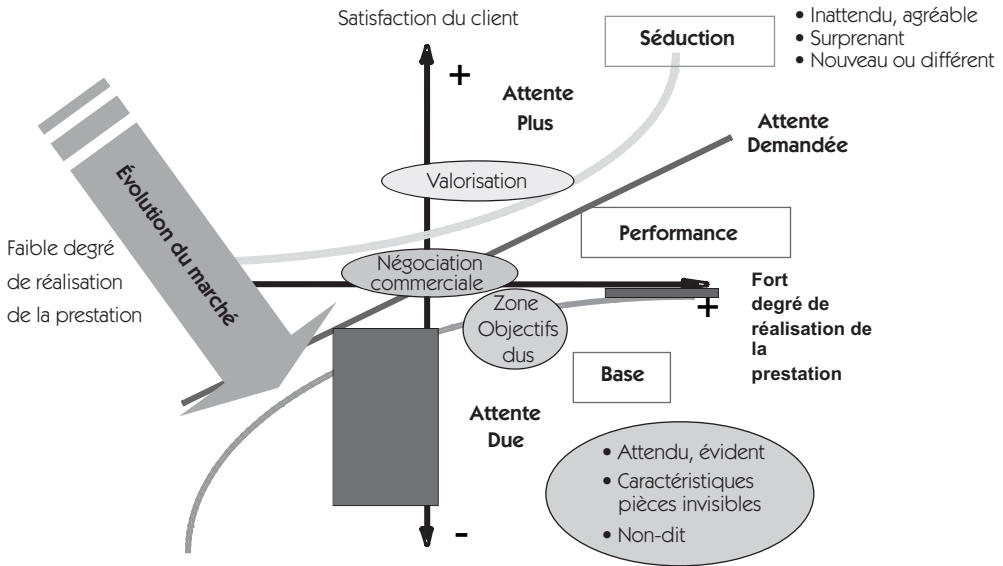 Satisfaction du client
Séduction
• Inattendu, agréable
• Surprenant
• Nouveau ou différent
+
Attente
Plus
Attente
Demandée
Évolution du marché
Valorisation
Performance
Faible degré
de réalisation
de la prestation
Négociation
commerciale
Fort
degré de
réalisation de
la
prestation
+
Zone
Objectifs
dus
Base
Attente
Due
• Attendu, évident
• Caractéristiques
pièces invisibles
• Non-dit
-